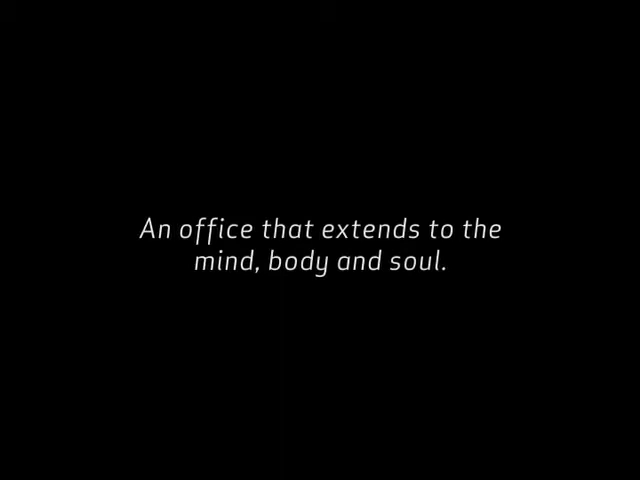 An office that extends to the
mind, body and soul.